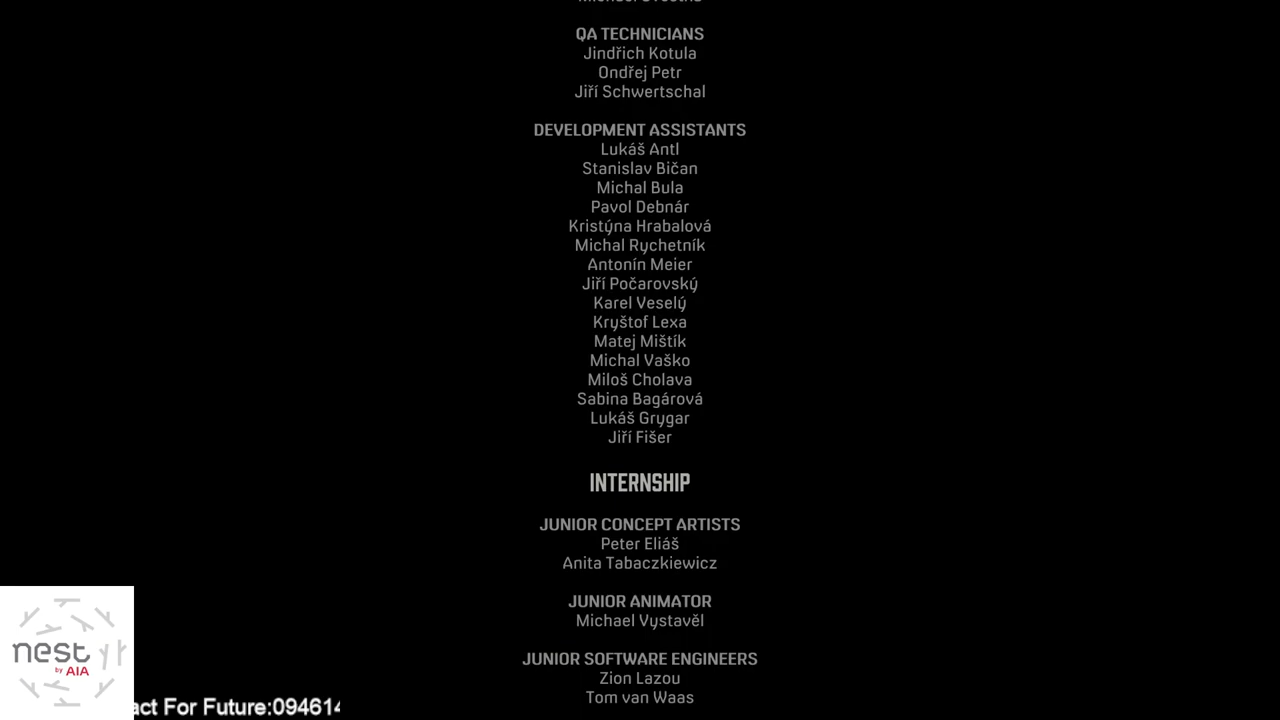 QA TECHNICIANS
Jindřich Kotula
Ondřej Petr
Jiří Schwertschal
DEVELOPMENT ASSISTANTS
Lukáš Antl
Stanislav Bičan
Michal Bula
Pavol Debnár
Kristýna Hrabalová
Michal Rychetník
Antonín Meier
Jiří Počarovský
Karel Veselý
Kryštof Lexa
Matej Mištík
Michal Vaško
Miloš Cholava
Sabina Bagárová
Lukáš Grygar
Jiří Fišer
INTERNSHIP
JUNIOR CONCEPT ARTISTS
Peter Eliáš
Anita Tabaczkiewicz
JUNIOR ANIMATOR
Michael Vystavěl
JUNIOR SOFTWARE ENGINEERS
Zion Lazou
Tom van Waas
nest
by AIA
act For Future:094614